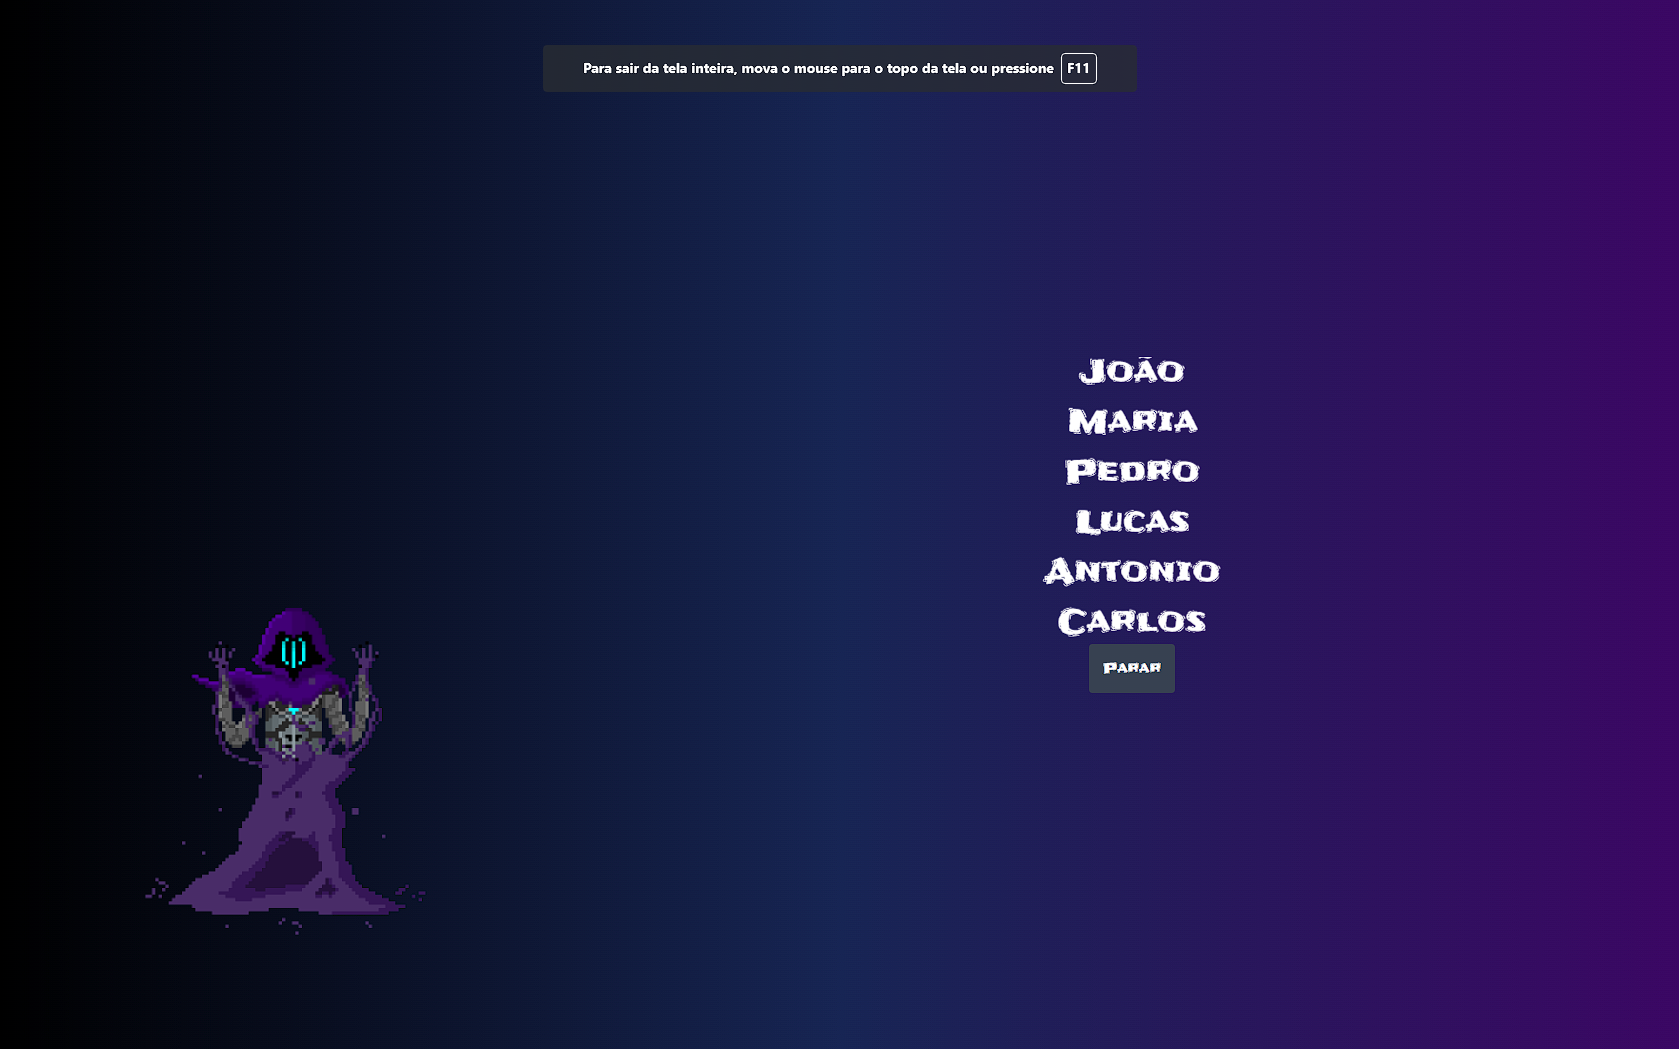 Para sair da tela inteira, mova o mouse para o topo da tela ou pressione F11
João
Maria
Pedro
Lucas
Antonio
Carlos
Parar